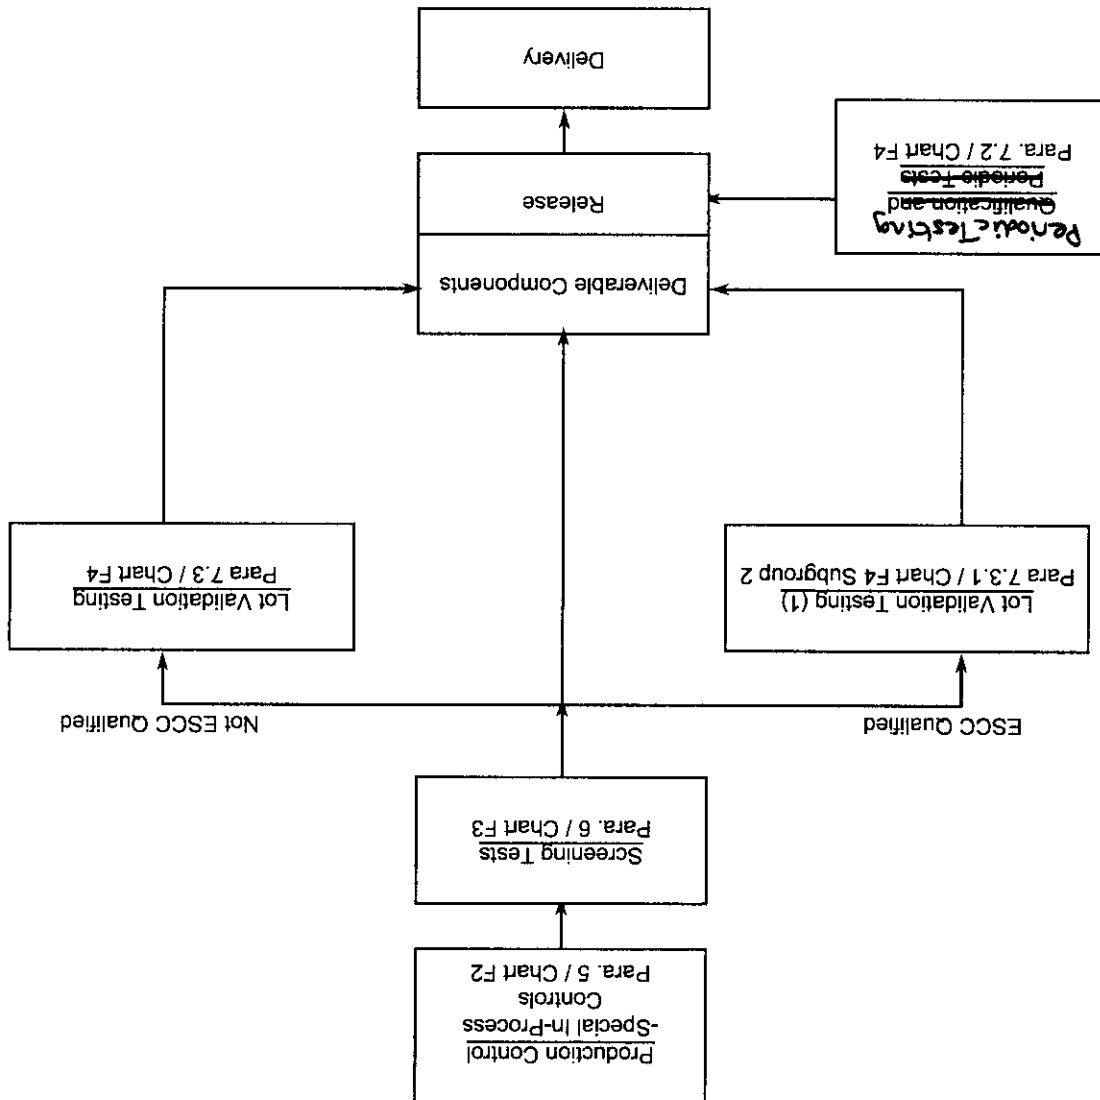 Production Control
-Special In-Process
Controls
Para. 5 / Chart F2
Screening Tests
Para. 6 / Chart F3
ESCC Qualified
Not ESCC Qualified
Lot Validation Testing (1)
Para 7.3.1 / Chart F4 Subgroup 2
Lot Validation Testing
Para 7.3 / Chart F4
Deliverable Components
Periodic Testing
Qualification and
Periodic Tests
Para. 7.2 / Chart F4
Release
Delivery